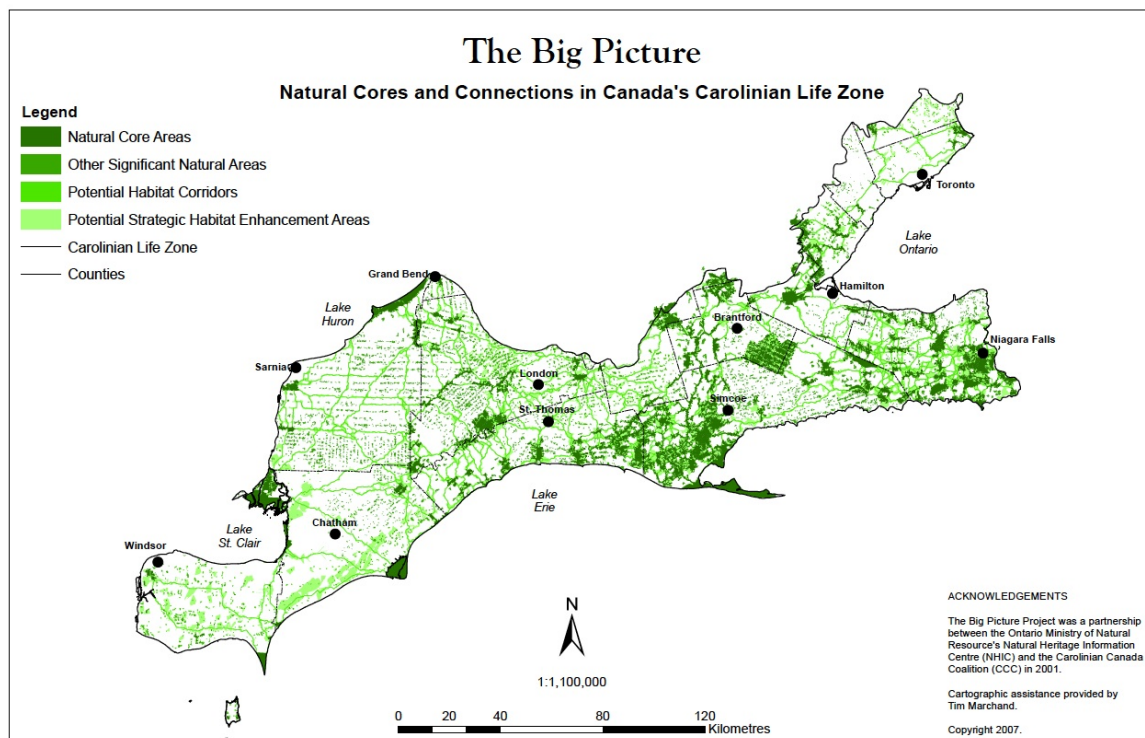 The Big Picture
Natural Cores and Connections in Canada's Carolinian Life Zone
Legend
Natural Core Areas
Other Significant Natural Areas
Potential Habitat Corridors
Potential Strategic Habitat Enhancement Areas
Carolinian Life Zone
Counties
Toronto
Lake
Ontario
Grand Bend
Hamilton
Lake
Huron
Brantford
Niagara Falls
Sarnia
London
Simcoe
St. Thomas
Lake
Erie
Chatham
Lake
St. Clair
Windsor
N
1:1,100,000
0 20 40 80 120
Kilometres
ACKNOWLEDGEMENTS
The Big Picture Project was a partnership
between the Ontario Ministry of Natural
Resource's Natural Heritage Information
Centre (NHIC) and the Carolinian Canada
Coalition (CCC) in 2001.
Cartographic assistance provided by
Tim Marchand.
Copyright 2007.